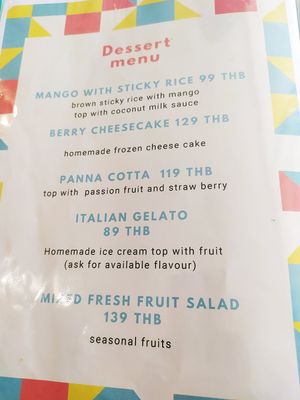 Dessert
menu
MANGO WITH STICKY RICE 99 THB
brown sticky rice with mango
top with coconut milk sauce
BERRY CHEESECAKE 129 THB
homemade frozen cheese cake
PANNA COTTA 119 THB
top with passion fruit and straw berry
ITALIAN GELATO
89 THB
Homemade ice cream top with fruit
(ask for available flavour)
MIXED FRESH FRUIT SALAD
139 THB
seasonal fruits